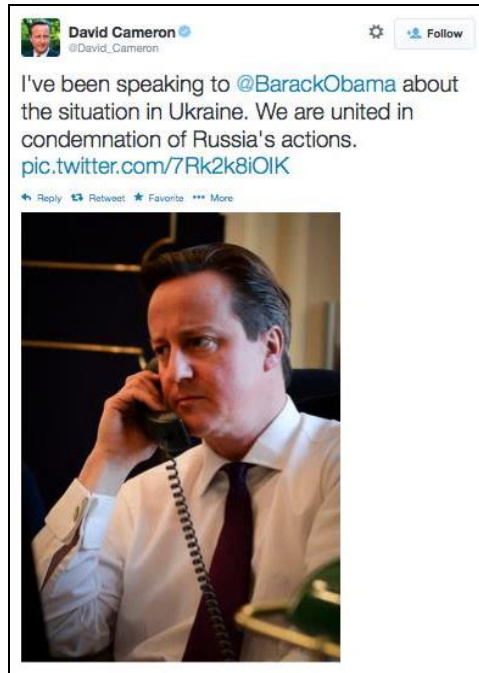 David Cameron
@David_Cameron
Follow
I've been speaking to @BarackObama about
the situation in Ukraine. We are united in
condemnation of Russia's actions.
pic.twitter.com/7Rk2k8iOlK
Reply Retweet Favorite More